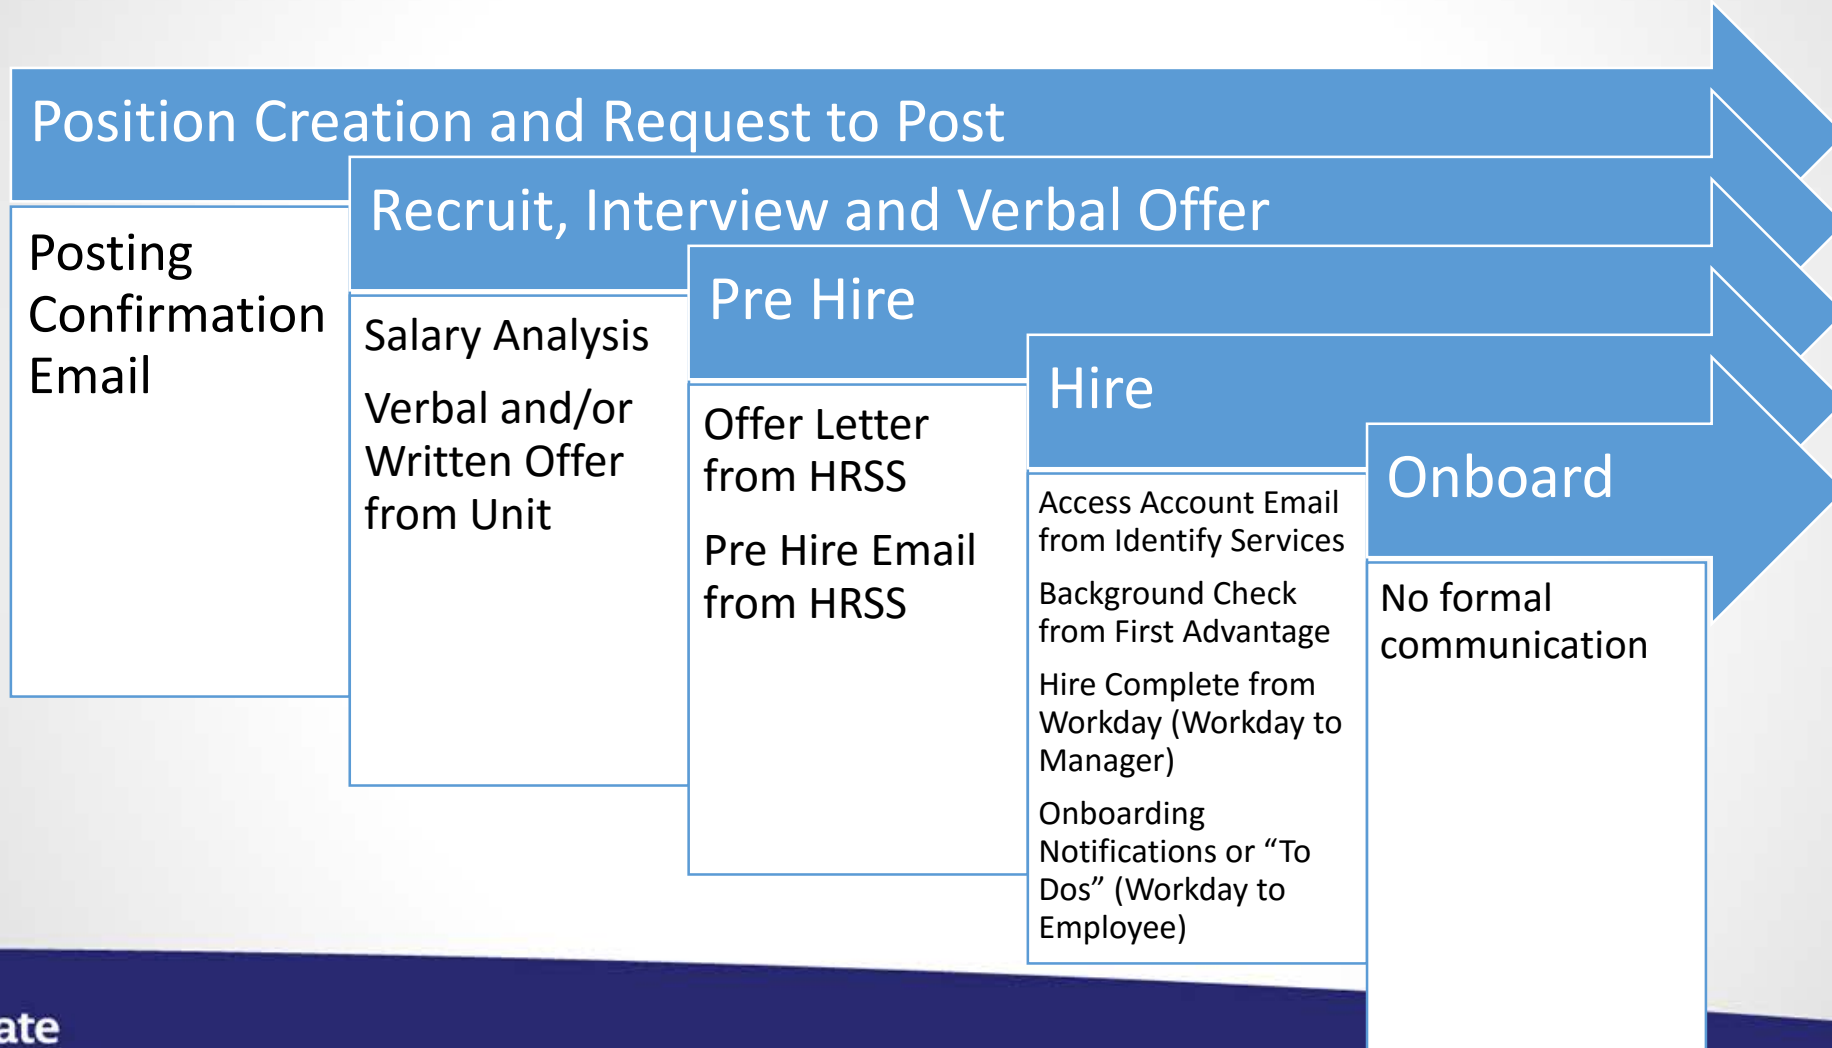 Position Creation and Request to Post
Posting
Confirmation
Email
Recruit, Interview and Verbal Offer
Salary Analysis
Verbal and/or
Written Offer
from Unit
Pre Hire
Offer Letter
from HRSS
Pre Hire Email
from HRSS
Hire
Access Account Email
from Identify Services
Background Check
from First Advantage
Hire Complete from
Workday (Workday to
Manager)
Onboarding
Notifications or “To
Dos” (Workday to
Employee)
Onboard
No formal
communication
ate